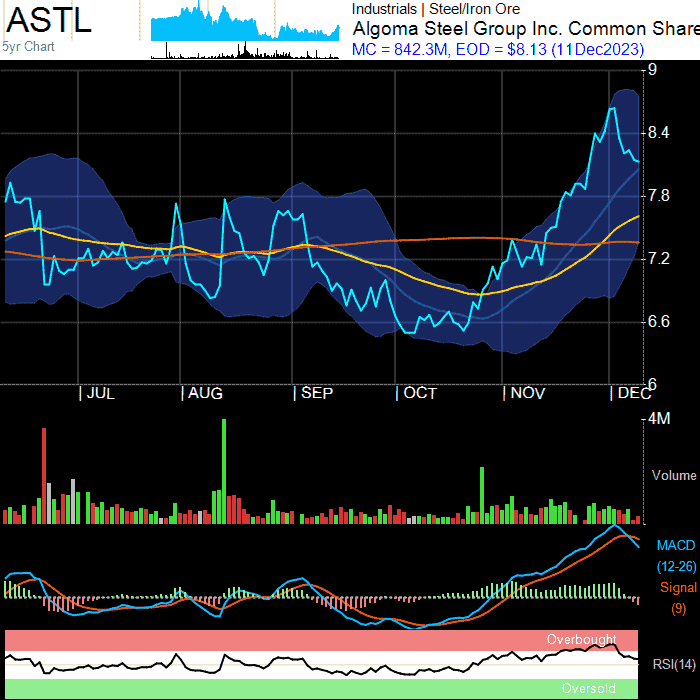 ASTL
5yr Chart
Industrials | Steel/Iron Ore
Algoma Steel Group Inc. Common Share
MC = 842.3M, EOD = $8.13 (11Dec2023)
9
8.4
7.8
7.2
6.6
6
| JUL | AUG | SEP | OCT | NOV | DEC
4M
Volume
MACD
(12-26)
Signal
(9)
Overbought
RSI(14)
Oversold